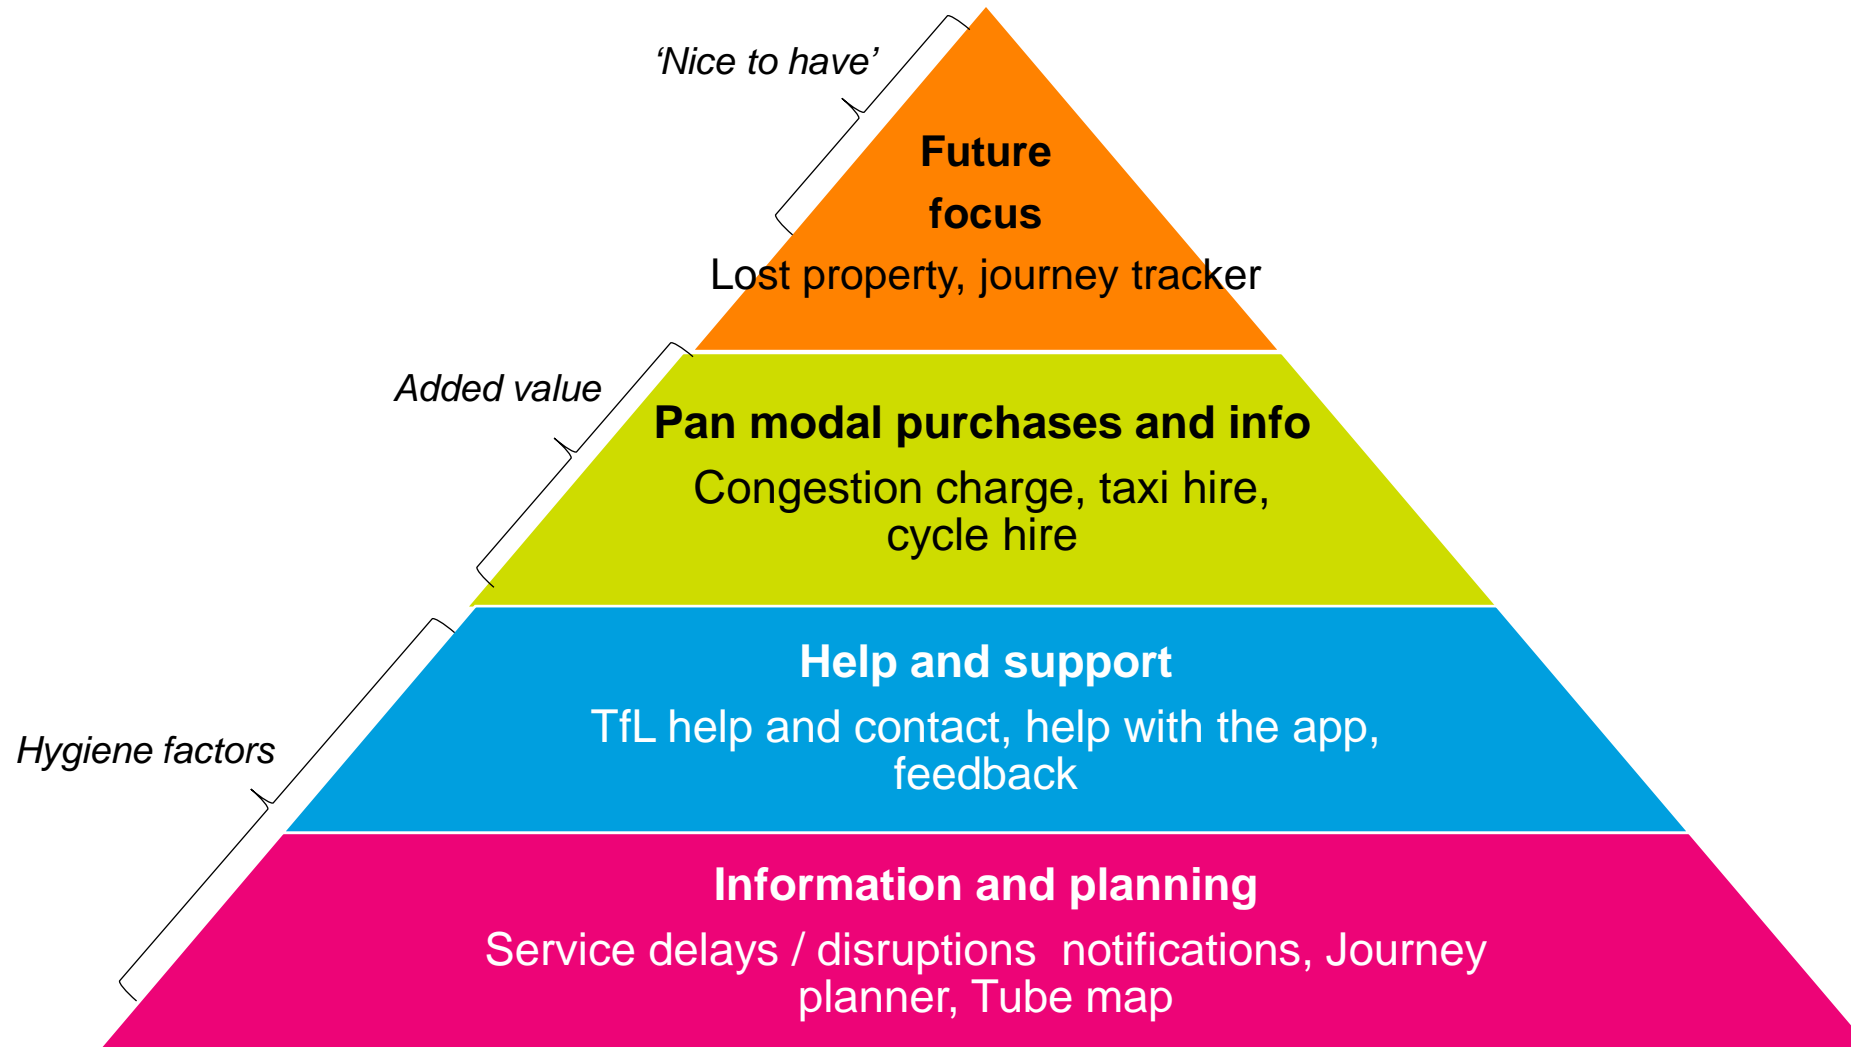 ‘Nice to have’
Future
focus
Lost property, journey tracker
Added value
Pan modal purchases and info
Congestion charge, taxi hire,
cycle hire
Help and support
TfL help and contact, help with the app,
feedback
Hygiene factors
Information and planning
Service delays / disruptions  notifications, Journey
planner, Tube map